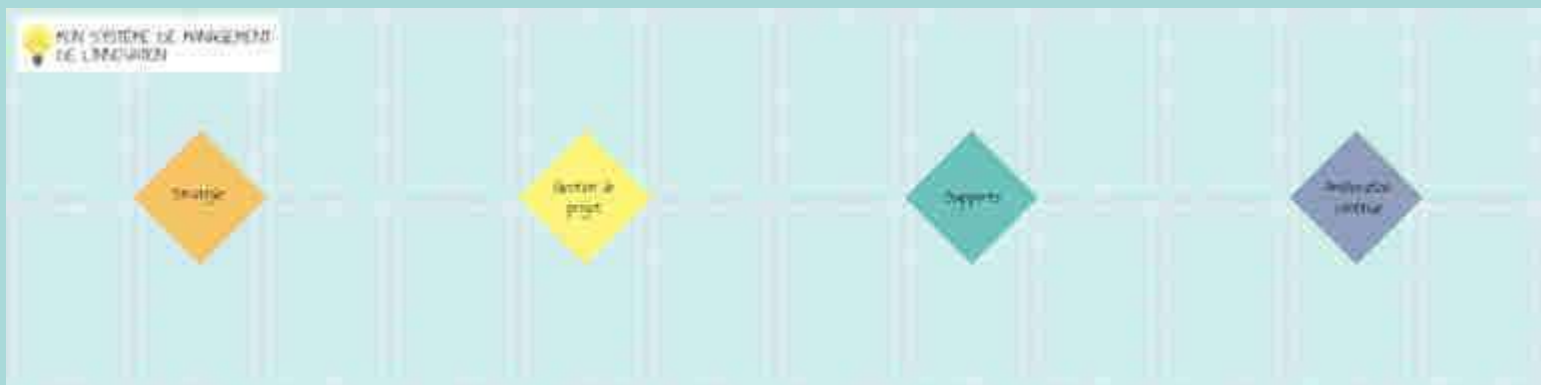 MON SYSTÈME DE MANAGEMENT
DE L'INNOVATION
Stratégie
Gestion de
projet
Supports
Amélioration
continue